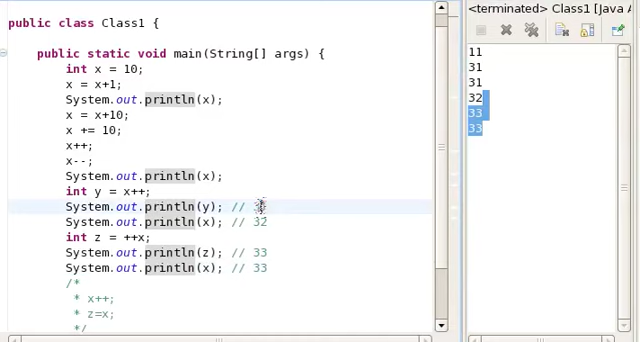 public class Class1 {
public static void main(String[] args) {
int x = 10;
x = x+1;
System.out.println(x);
x = x+10;
x += 10;
x++;
x--;
System.out.println(x);
int y = x++;
System.out.println(y); //
System.out.println(x); // 32
int z = ++x;
System.out.println(z); // 33
System.out.println(x); // 33
/*
* x++;
* z=x;
*/
<terminated> Class1 [Java A
11
31
31
32
33
33